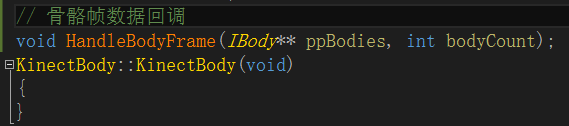 // 骨骼帧数据回调
void HandleBodyFrame(IBody** ppBodies, int bodyCount);
KinectBody::KinectBody(void)
{
}